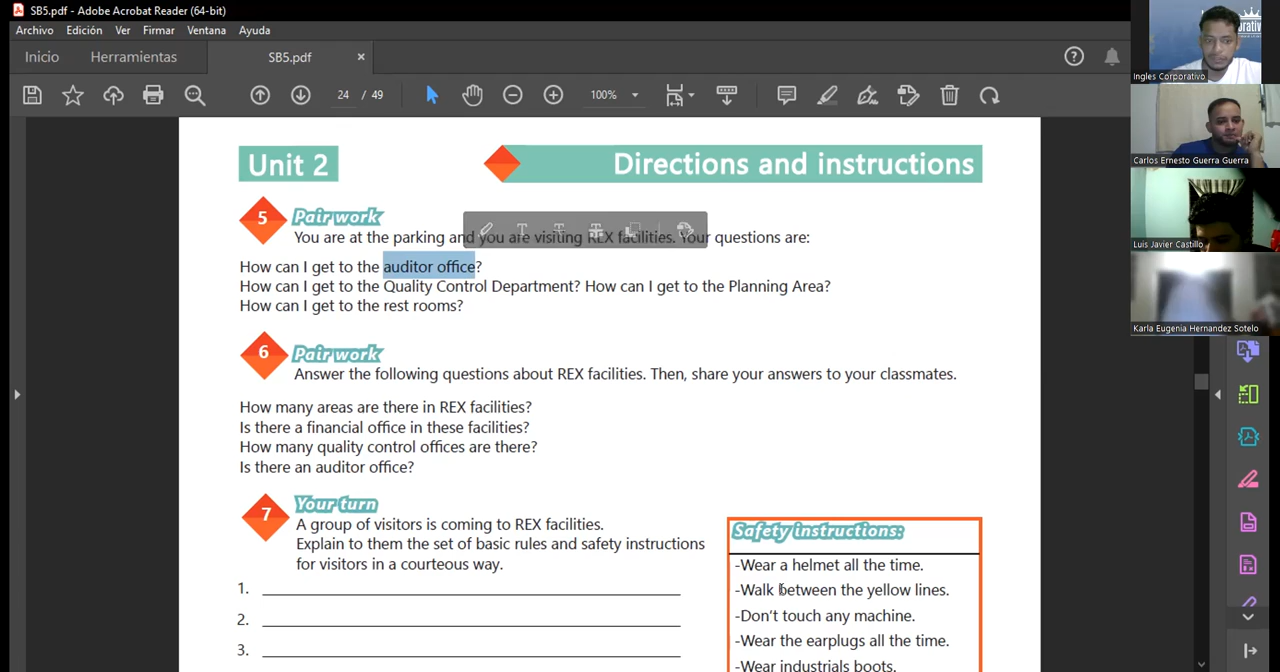 SB5.pdf - Adobe Acrobat Reader (64-bit)
Archivo Edición Ver Firmar Ventana Ayuda
Inicio Herramientas SB5.pdf ×
24 / 49 100%
Unit 2
Directions and instructions
5 Pair work
You are at the parking and you are visiting REX facilities. Your questions are:
How can I get to the auditor office?
How can I get to the Quality Control Department? How can I get to the Planning Area?
How can I get to the rest rooms?
6 Pair work
Answer the following questions about REX facilities. Then, share your answers to your classmates.
How many areas are there in REX facilities?
Is there a financial office in these facilities?
How many quality control offices are there?
Is there an auditor office?
7 Your turn
A group of visitors is coming to REX facilities.
Explain to them the set of basic rules and safety instructions
for visitors in a courteous way.
1.
2.
3.
Safety instructions:
-Wear a helmet all the time.
-Walk between the yellow lines.
-Don't touch any machine.
-Wear the earplugs all the time.
-Wear industrials boots.
Ingles Corporativo
Carlos Ernesto Guerra Guerra
Luis Javier Castillo
Karla Eugenia Hernandez Sotelo